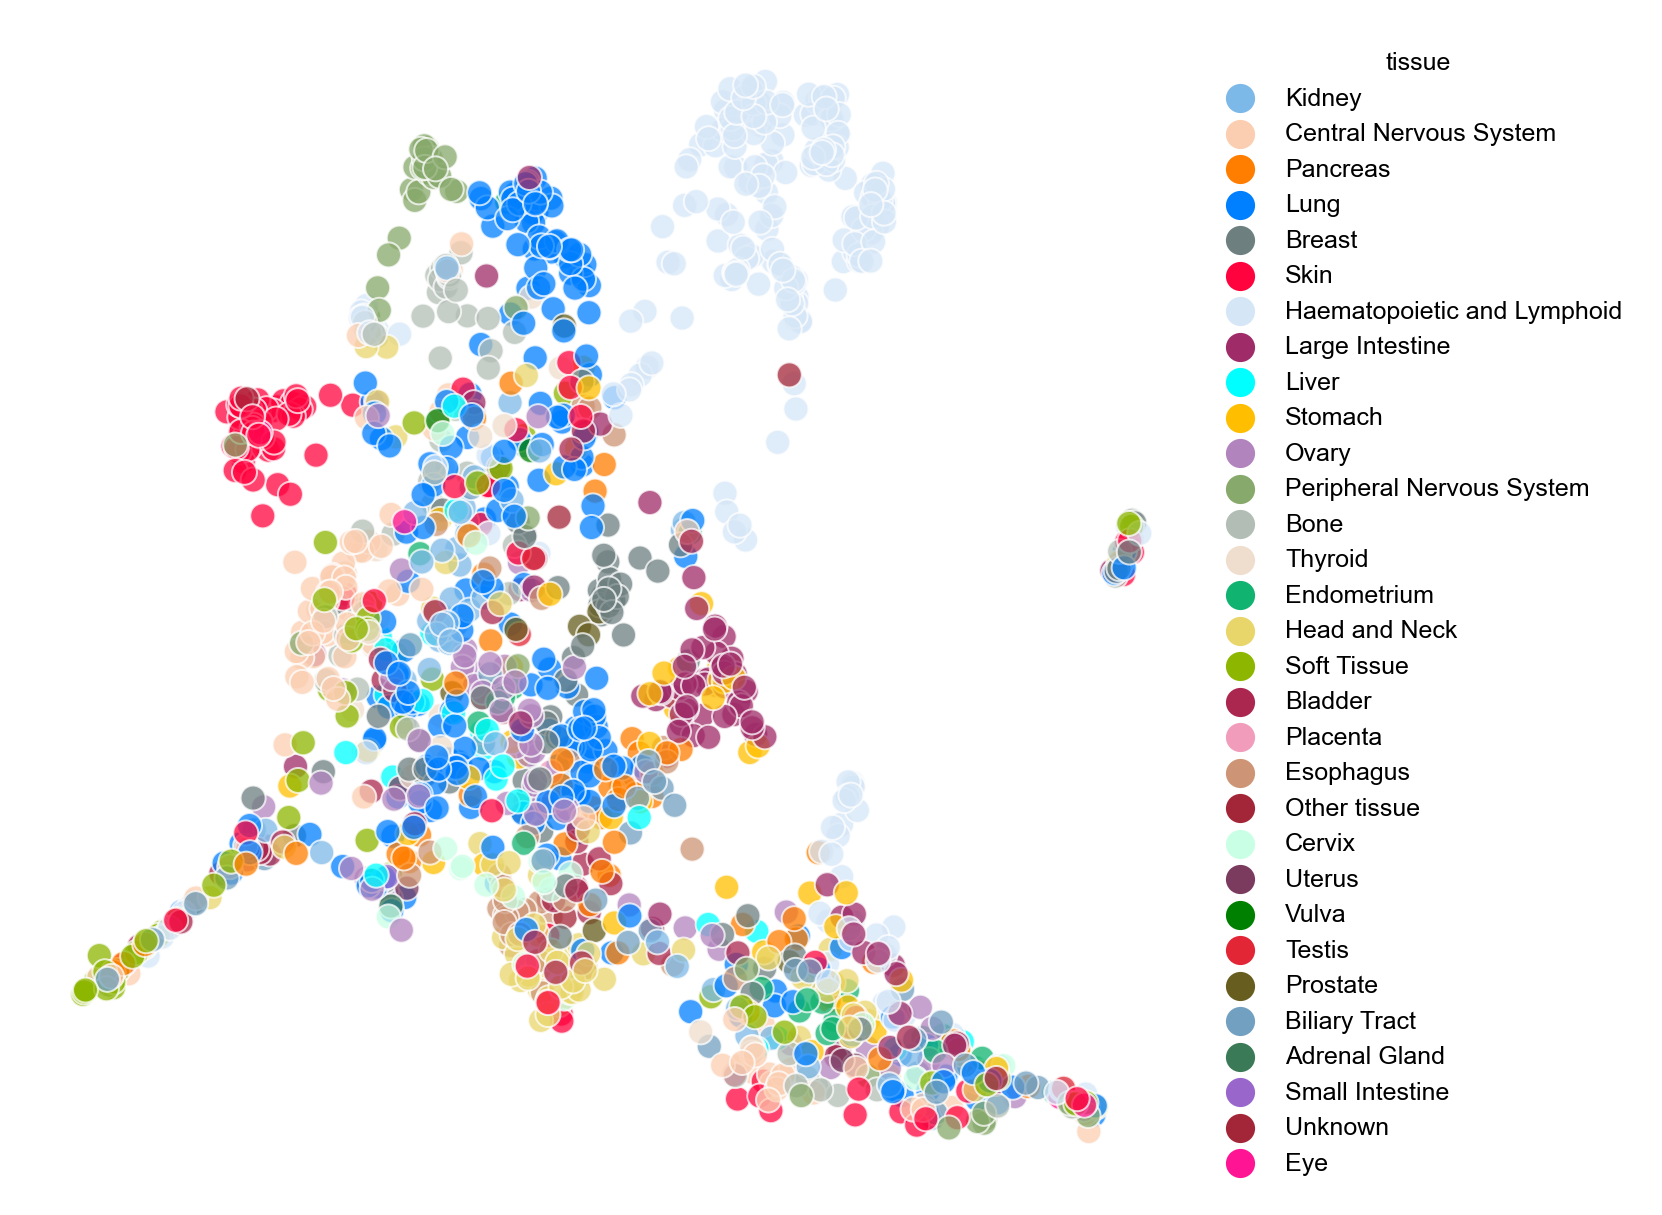 tissue
Kidney
Central Nervous System
Pancreas
Lung
Breast
Skin
Haematopoietic and Lymphoid
Large Intestine
Liver
Stomach
Ovary
Peripheral Nervous System
Bone
Thyroid
Endometrium
Head and Neck
Soft Tissue
Bladder
Placenta
Esophagus
Other tissue
Cervix
Uterus
Vulva
Testis
Prostate
Biliary Tract
Adrenal Gland
Small Intestine
Unknown
Eye